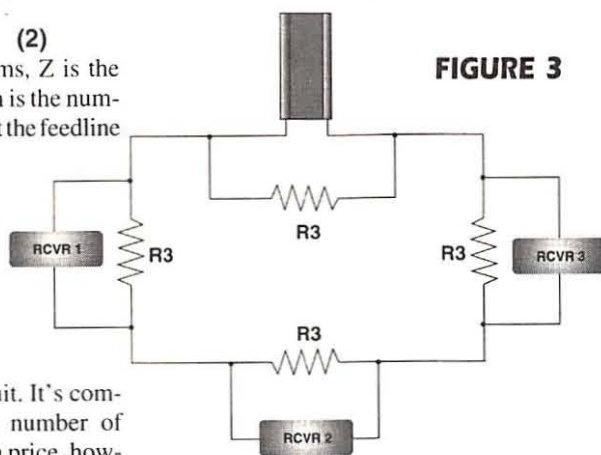 (2)
ms, Z is the
n is the num-
t the feedline
FIGURE 3
R3
RCVR 1
R3
R3
RCVR 3
R3
RCVR 2
uit. It's com-
number of
price, how-